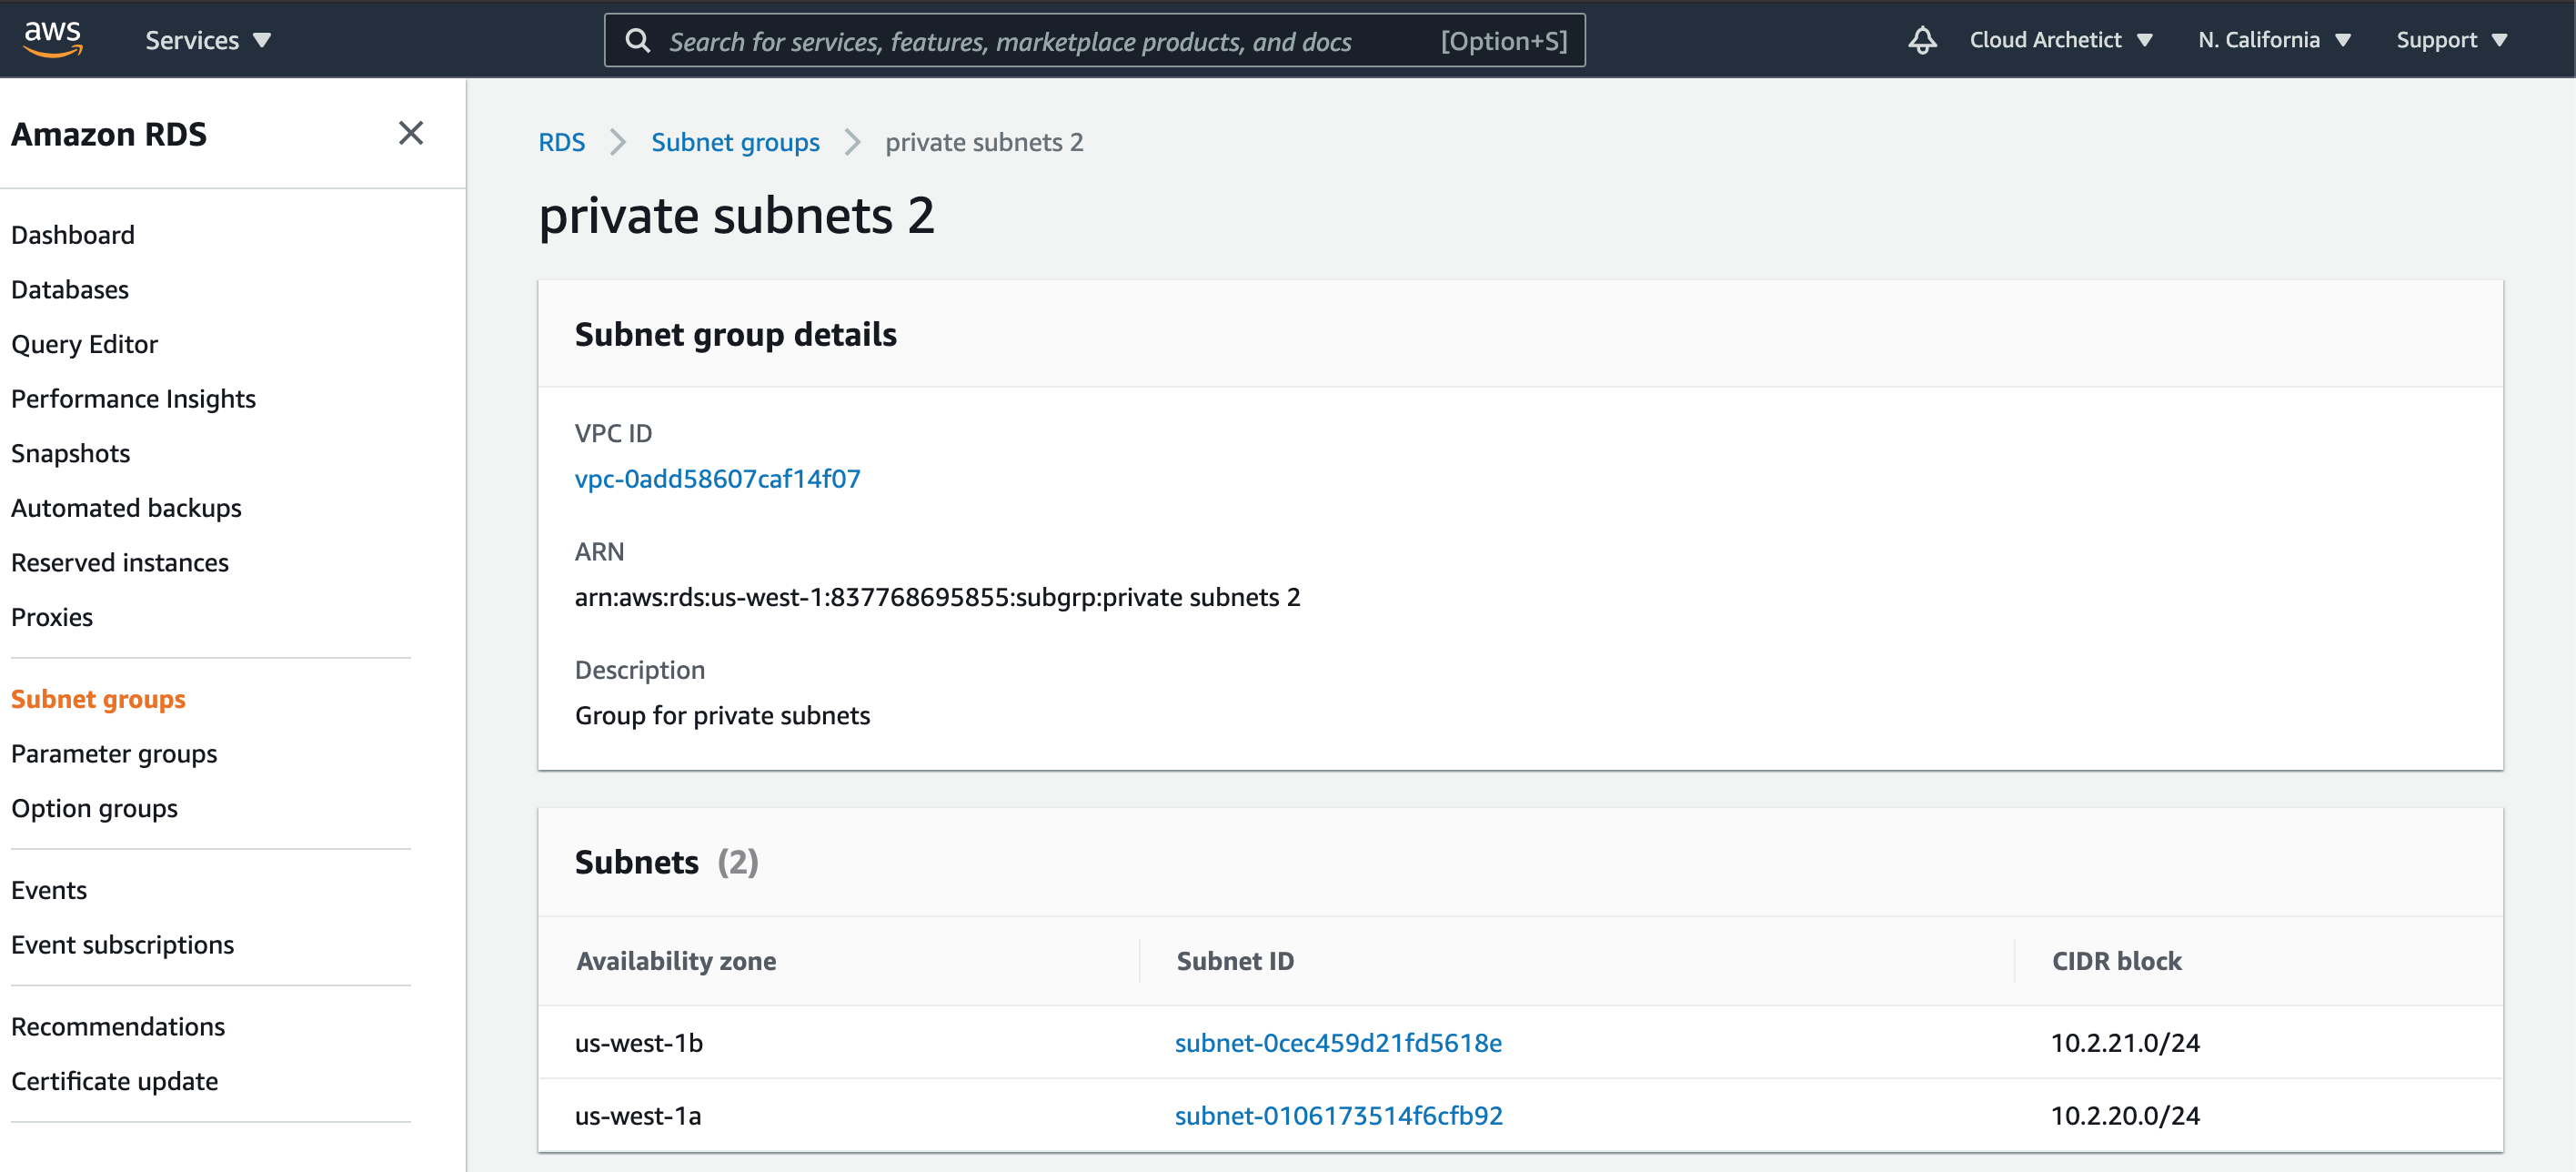 aws Services Search for services, features, marketplace products, and docs [Option+S] Cloud Archetict N. California Support
Amazon RDS
Dashboard
Databases
Query Editor
Performance Insights
Snapshots
Automated backups
Reserved instances
Proxies
Subnet groups
Parameter groups
Option groups
Events
Event subscriptions
Recommendations
Certificate update
RDS Subnet groups private subnets 2
private subnets 2
Subnet group details
VPC ID
vpc-0add58607caf14f07
ARN
arn:aws:rds:us-west-1:837768695855:subgrp:private subnets 2
Description
Group for private subnets
Subnets (2)
Availability zone Subnet ID CIDR block
us-west-1b subnet-0cec459d21fd5618e 10.2.21.0/24
us-west-1a subnet-0106173514f6cfb92 10.2.20.0/24